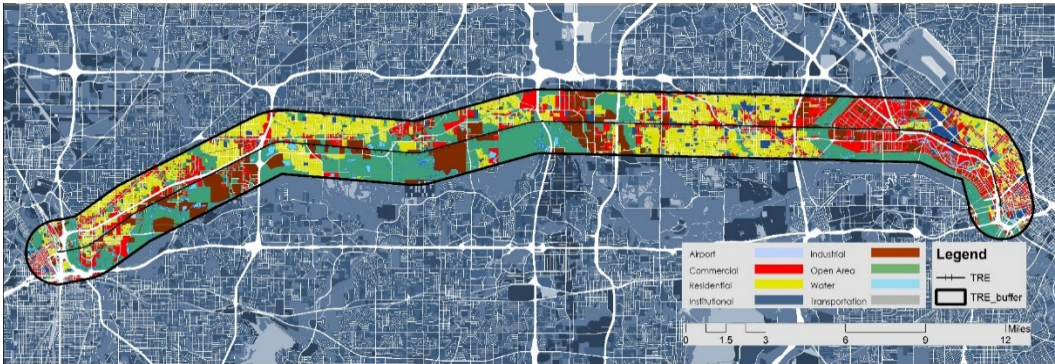 Legend
Airport Industrial
Commercial Open Area
Residential Water
Institutional Transportation
TRE
TRE_buffer
Miles
0 1.5 3 6 9 12